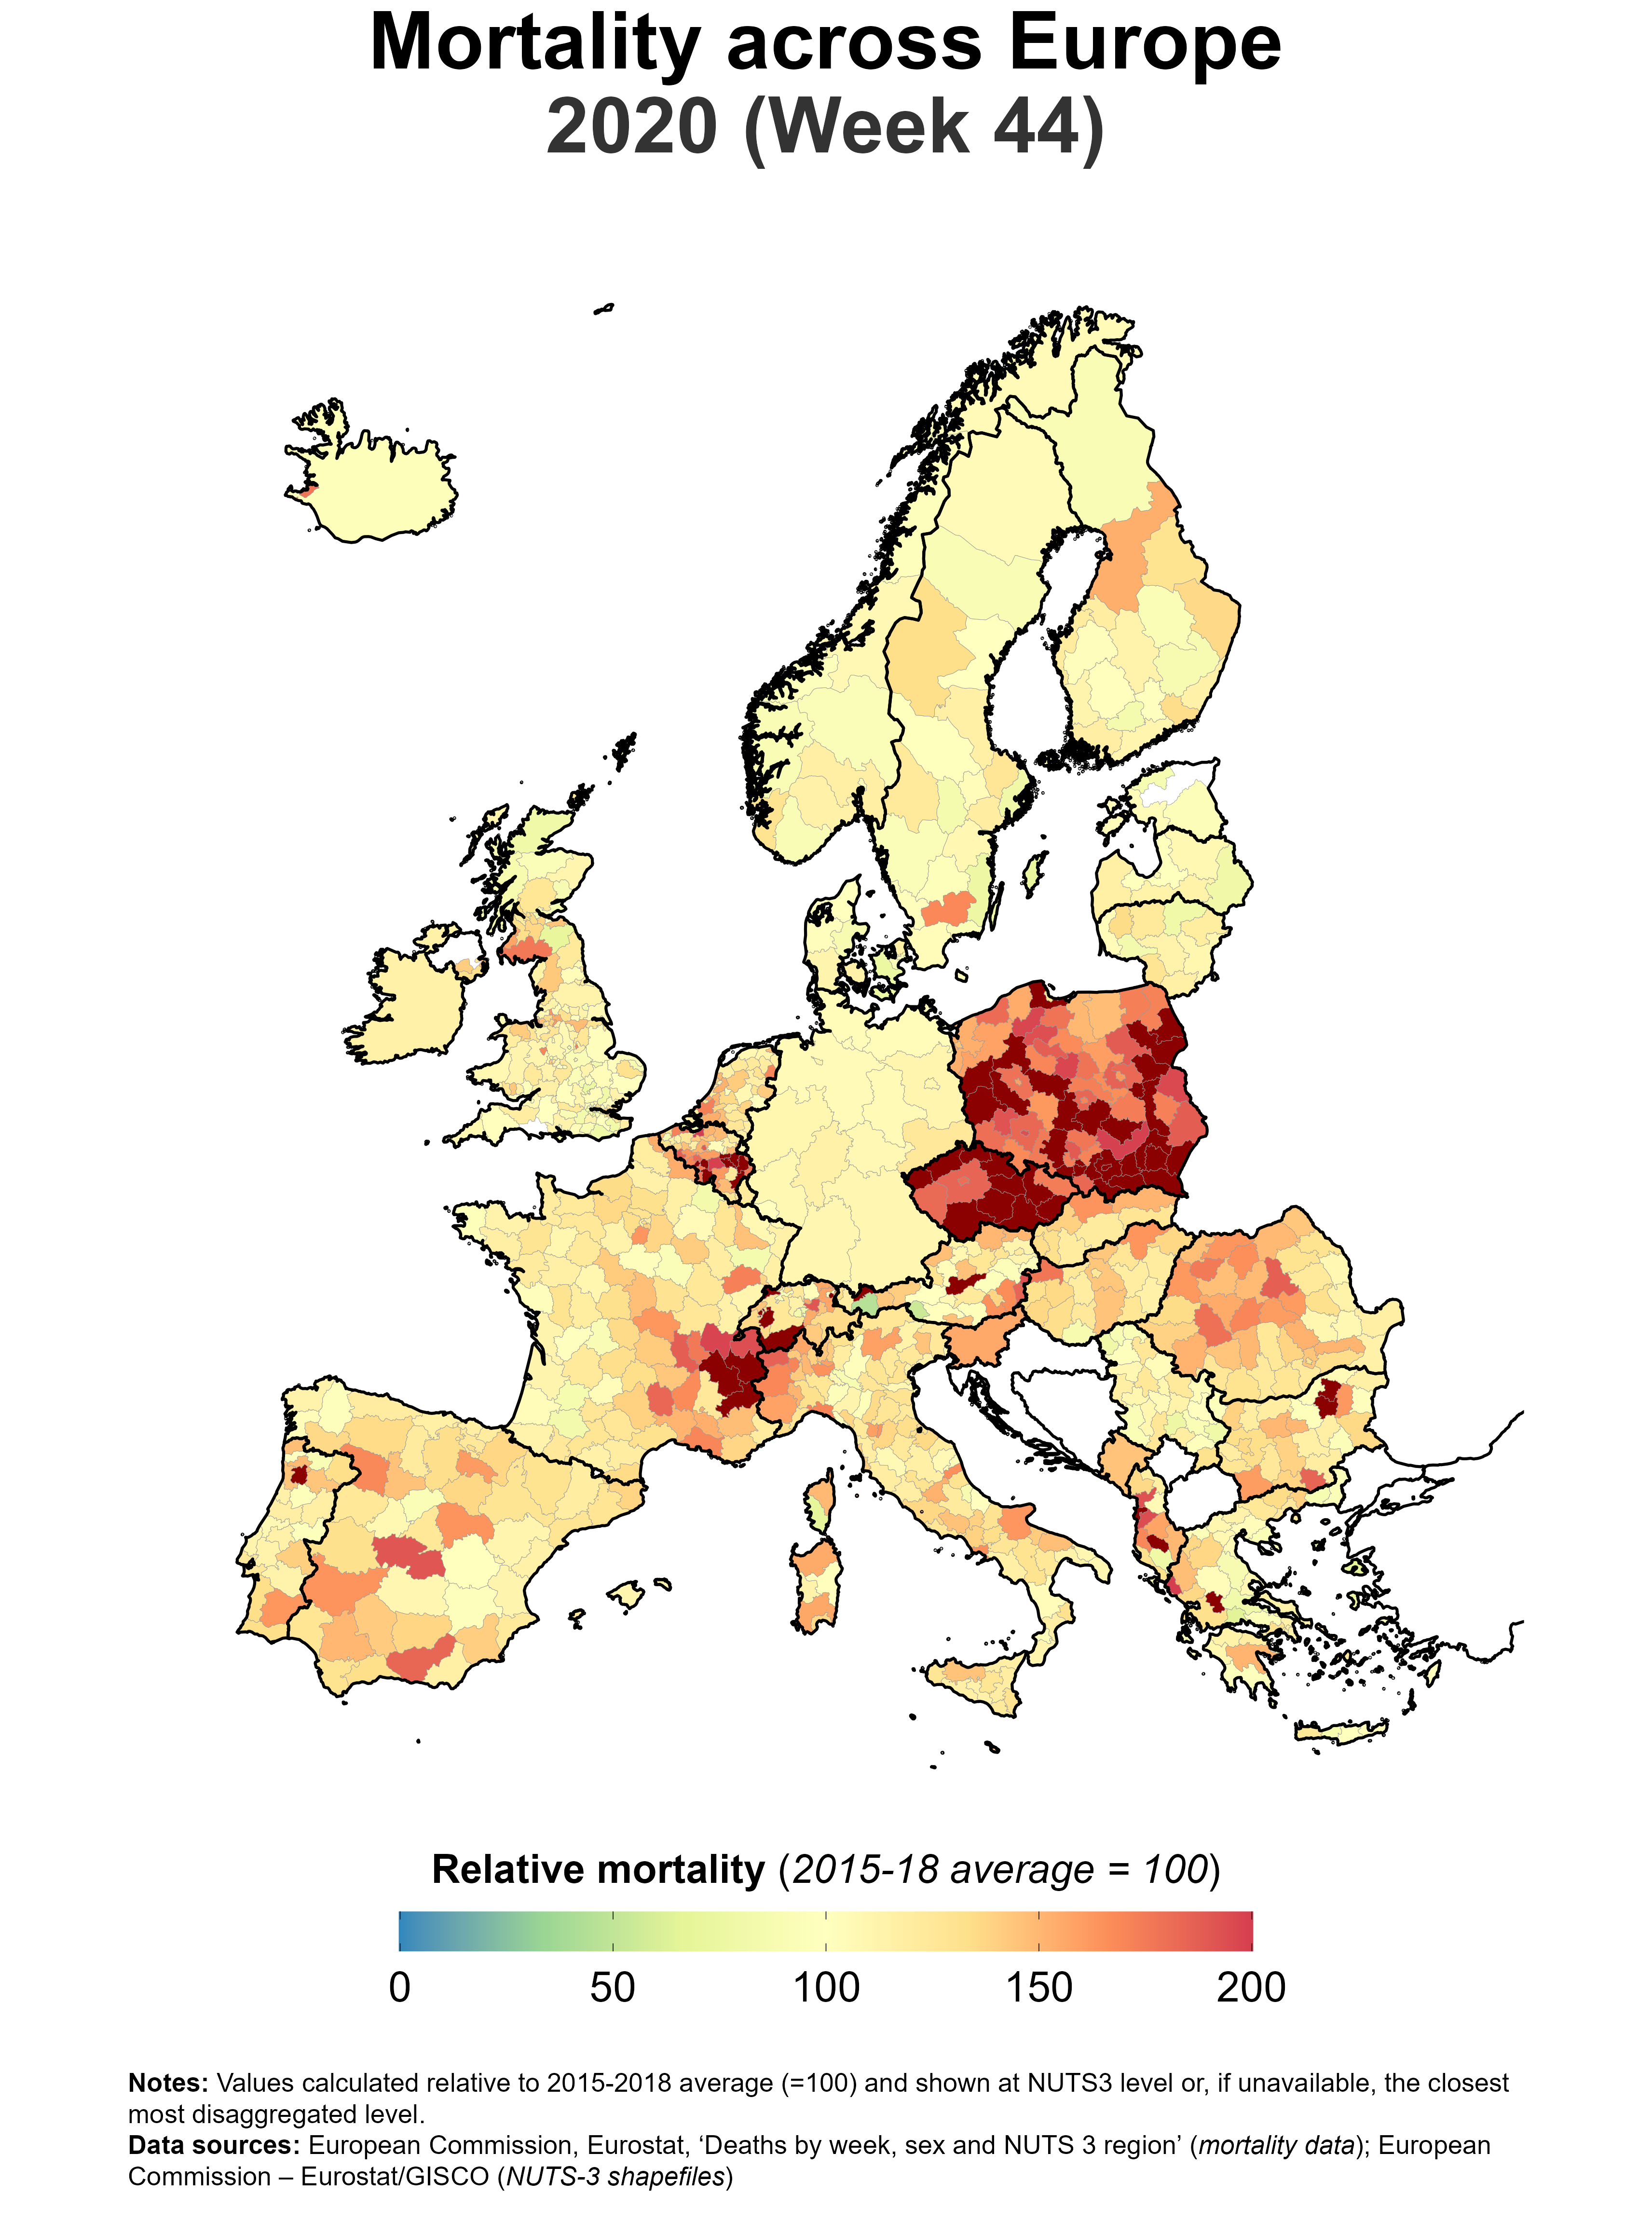 Mortality across Europe
2020 (Week 44)
Relative mortality (2015-18 average = 100)
0 50 100 150 200
Notes: Values calculated relative to 2015-2018 average (=100) and shown at NUTS3 level or, if unavailable, the closest
most disaggregated level.
Data sources: European Commission, Eurostat, ‘Deaths by week, sex and NUTS 3 region’ (mortality data); European
Commission – Eurostat/GISCO (NUTS-3 shapefiles)